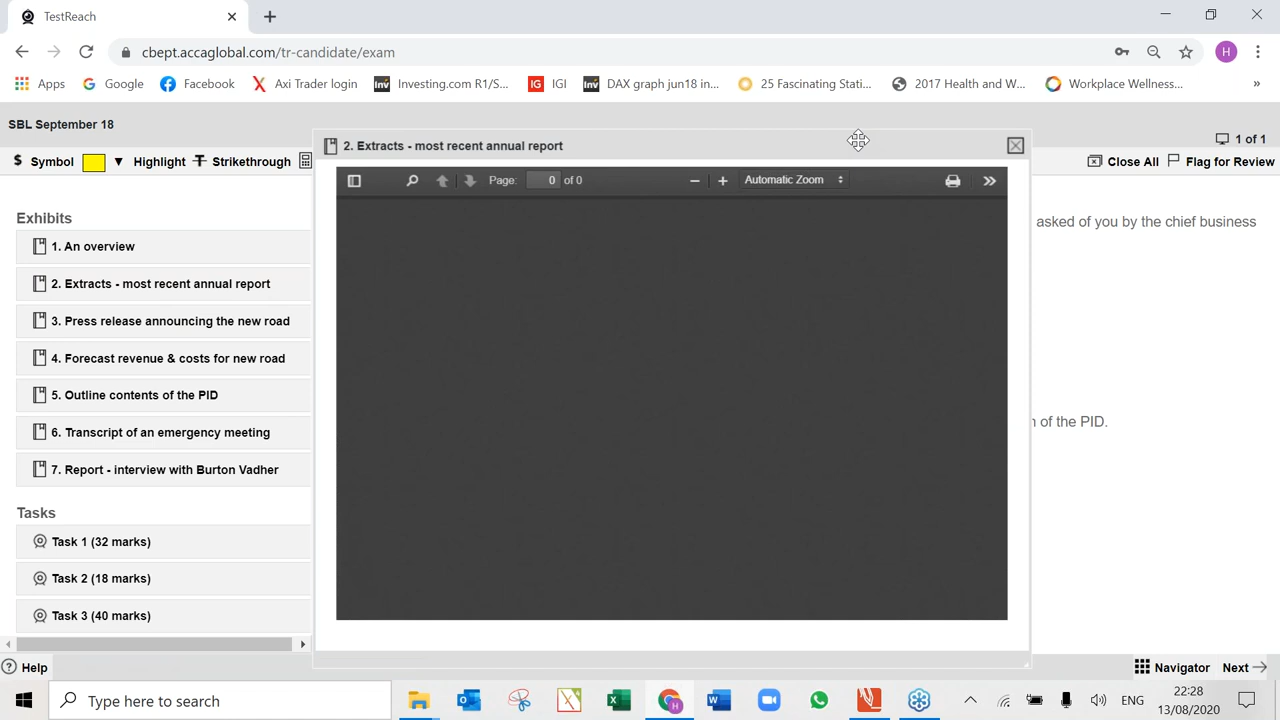 TestReach
cbept.accaglobal.com/tr-candidate/exam
H
Apps Google Facebook Axi Trader login Investing.com R1/S... IGI DAX graph jun18 in... 25 Fascinating Stati... 2017 Health and W... Workplace Wellness... »
SBL September 18
1 of 1
$ Symbol Highlight Strikethrough
Close All Flag for Review
2. Extracts - most recent annual report
Page: 0 of 0
Automatic Zoom
asked of you by the chief business
of the PID.
Exhibits
1. An overview
2. Extracts - most recent annual report
3. Press release announcing the new road
4. Forecast revenue & costs for new road
5. Outline contents of the PID
6. Transcript of an emergency meeting
7. Report - interview with Burton Vadher
Tasks
Task 1 (32 marks)
Task 2 (18 marks)
Task 3 (40 marks)
Help
Navigator Next
Type here to search
ENG
22:28
13/08/2020